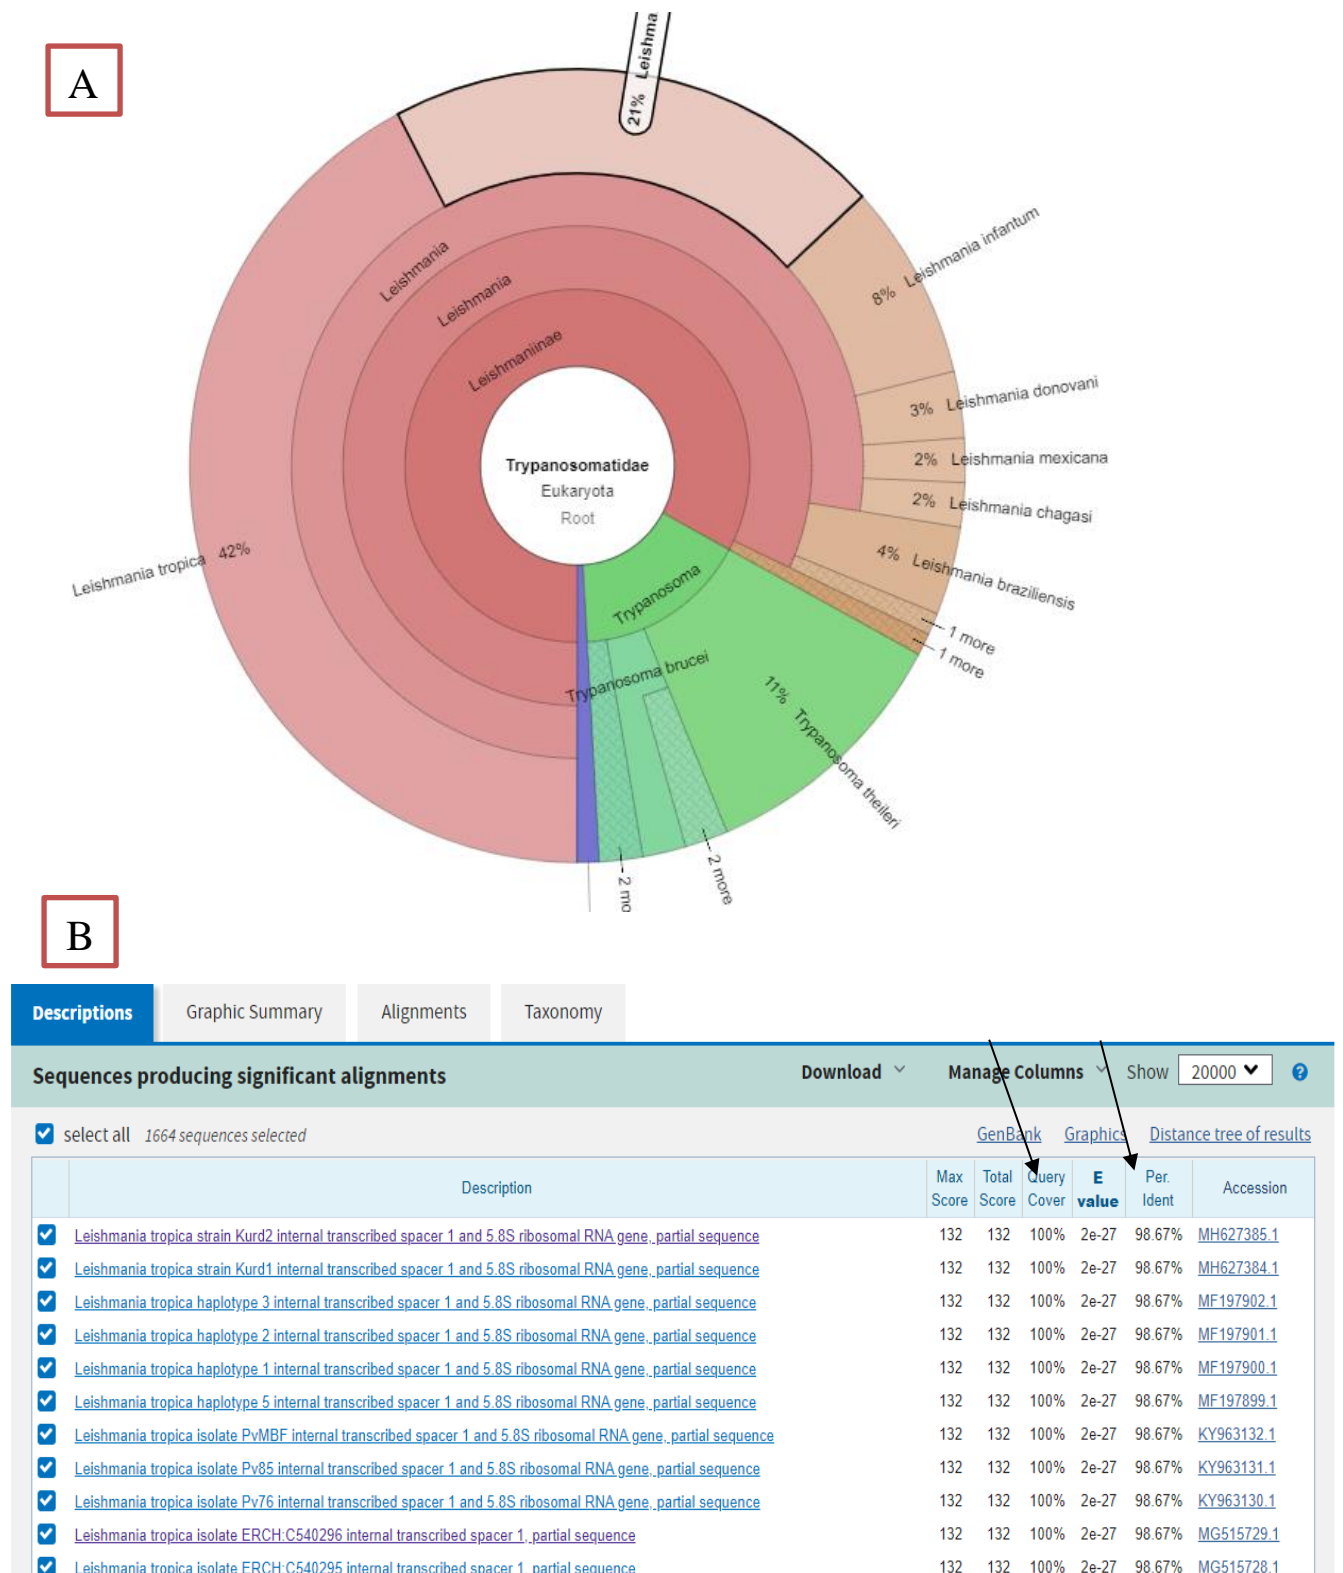 A
21% Leishma
Leishmania
Leishmania
Leishmaniinae
Leishmania infantum
8%
3% Leishmania donovani
2% Leishmania mexicana
2% Leishmania chagasi
4% Leishmania braziliensis
1 more
1 more
Trypanosomatidae
Eukaryota
Root
Leishmania tropica 42%
Trypanosoma
Trypanosoma brucei
11% Trypanosoma theileri
2 more
2 mo
B
Descriptions Graphic Summary Alignments Taxonomy
Sequences producing significant alignments Download Manage Columns Show 20000
select all 1664 sequences selected GenBank Graphics Distance tree of results
Description Max Score Total Score Query Cover E value Per. Ident Accession
Leishmania tropica strain Kurd2 internal transcribed spacer 1 and 5.8S ribosomal RNA gene, partial sequence 132 132 100% 2e-27 98.67% MH627385.1
Leishmania tropica strain Kurd1 internal transcribed spacer 1 and 5.8S ribosomal RNA gene, partial sequence 132 132 100% 2e-27 98.67% MH627384.1
Leishmania tropica haplotype 3 internal transcribed spacer 1 and 5.8S ribosomal RNA gene, partial sequence 132 132 100% 2e-27 98.67% MF197902.1
Leishmania tropica haplotype 2 internal transcribed spacer 1 and 5.8S ribosomal RNA gene, partial sequence 132 132 100% 2e-27 98.67% MF197901.1
Leishmania tropica haplotype 1 internal transcribed spacer 1 and 5.8S ribosomal RNA gene, partial sequence 132 132 100% 2e-27 98.67% MF197900.1
Leishmania tropica haplotype 5 internal transcribed spacer 1 and 5.8S ribosomal RNA gene, partial sequence 132 132 100% 2e-27 98.67% MF197899.1
Leishmania tropica isolate PvMBF internal transcribed spacer 1 and 5.8S ribosomal RNA gene, partial sequence 132 132 100% 2e-27 98.67% KY963132.1
Leishmania tropica isolate Pv85 internal transcribed spacer 1 and 5.8S ribosomal RNA gene, partial sequence 132 132 100% 2e-27 98.67% KY963131.1
Leishmania tropica isolate Pv76 internal transcribed spacer 1 and 5.8S ribosomal RNA gene, partial sequence 132 132 100% 2e-27 98.67% KY963130.1
Leishmania tropica isolate ERCH:C540296 internal transcribed spacer 1, partial sequence 132 132 100% 2e-27 98.67% MG515729.1
Leishmania tropica isolate ERCH:C540295 internal transcribed spacer 1, partial sequence 132 132 100% 2e-27 98.67% MG515728.1